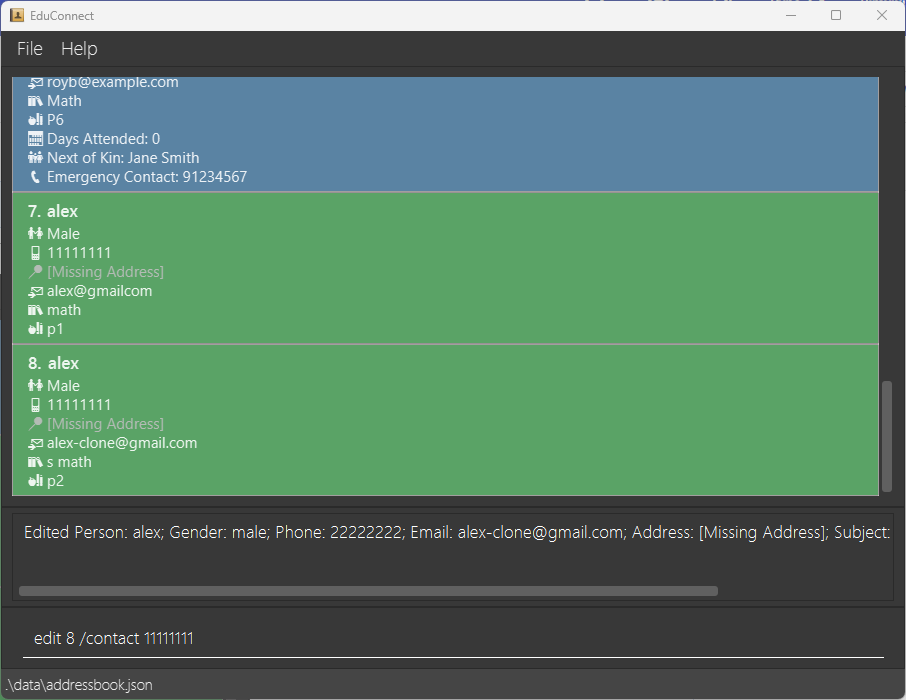 EduConnect
File Help
royb@example.com
Math
P6
Days Attended: 0
Next of Kin: Jane Smith
Emergency Contact: 91234567
7. alex
Male
11111111
[Missing Address]
alex@gmailcom
math
p1
8. alex
Male
11111111
[Missing Address]
alex-clone@gmail.com
s math
p2
Edited Person: alex; Gender: male; Phone: 22222222; Email: alex-clone@gmail.com; Address: [Missing Address]; Subject:
edit 8 /contact 11111111
.\data\addressbook.json